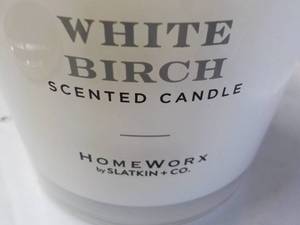 WHITE
BIRCH
SCENTED CANDLE
HOMEWORX
by SLATKIN + CO.